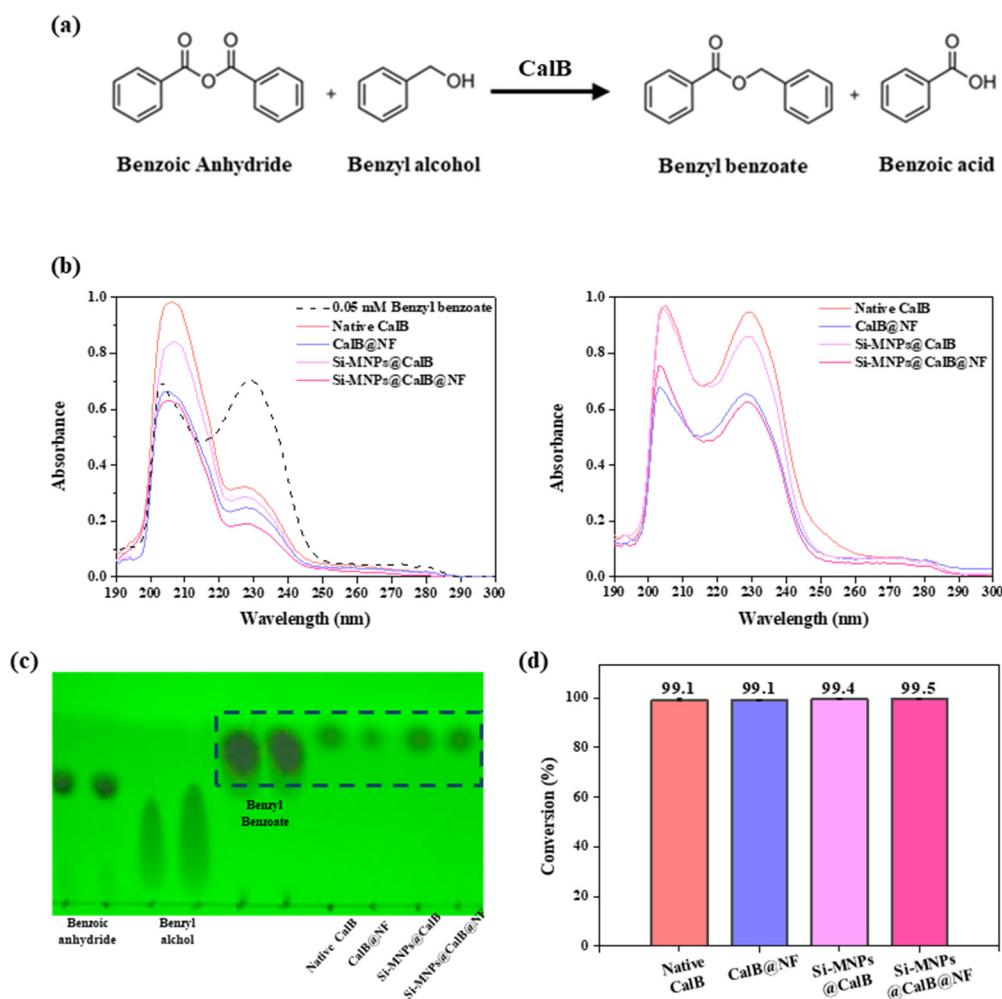 (a)
O
O
O
+
OH
CalB
O
O
+
O
OH
Benzoic Anhydride
Benzyl alcohol
Benzyl benzoate
Benzoic acid
(b)
1.0
0.8
0.6
0.4
0.2
0.0
Absorbance
190 200 210 220 230 240 250 260 270 280 290 300
Wavelength (nm)
0.05 mM Benzyl benzoate
Native CalB
CalB@NF
Si-MNPs@CalB
Si-MNPs@CalB@NF
1.0
0.8
0.6
0.4
0.2
0.0
Absorbance
190 200 210 220 230 240 250 260 270 280 290 300
Wavelength (nm)
Native CalB
CalB@NF
Si-MNPs@CalB
Si-MNPs@CalB@NF
(c)
Benzyl
Benzoate
Benzoic
anhydride
Benzyl
alchol
Native CalB
CalB@NF
Si-MNPs@CalB
Si-MNPs@CalB@NF
(d)
100
80
60
40
20
0
Conversion (%)
99.1
99.1
99.4
99.5
Native
CalB
CalB@NF
Si-MNPs
@CalB
Si-MNPs
@CalB@NF